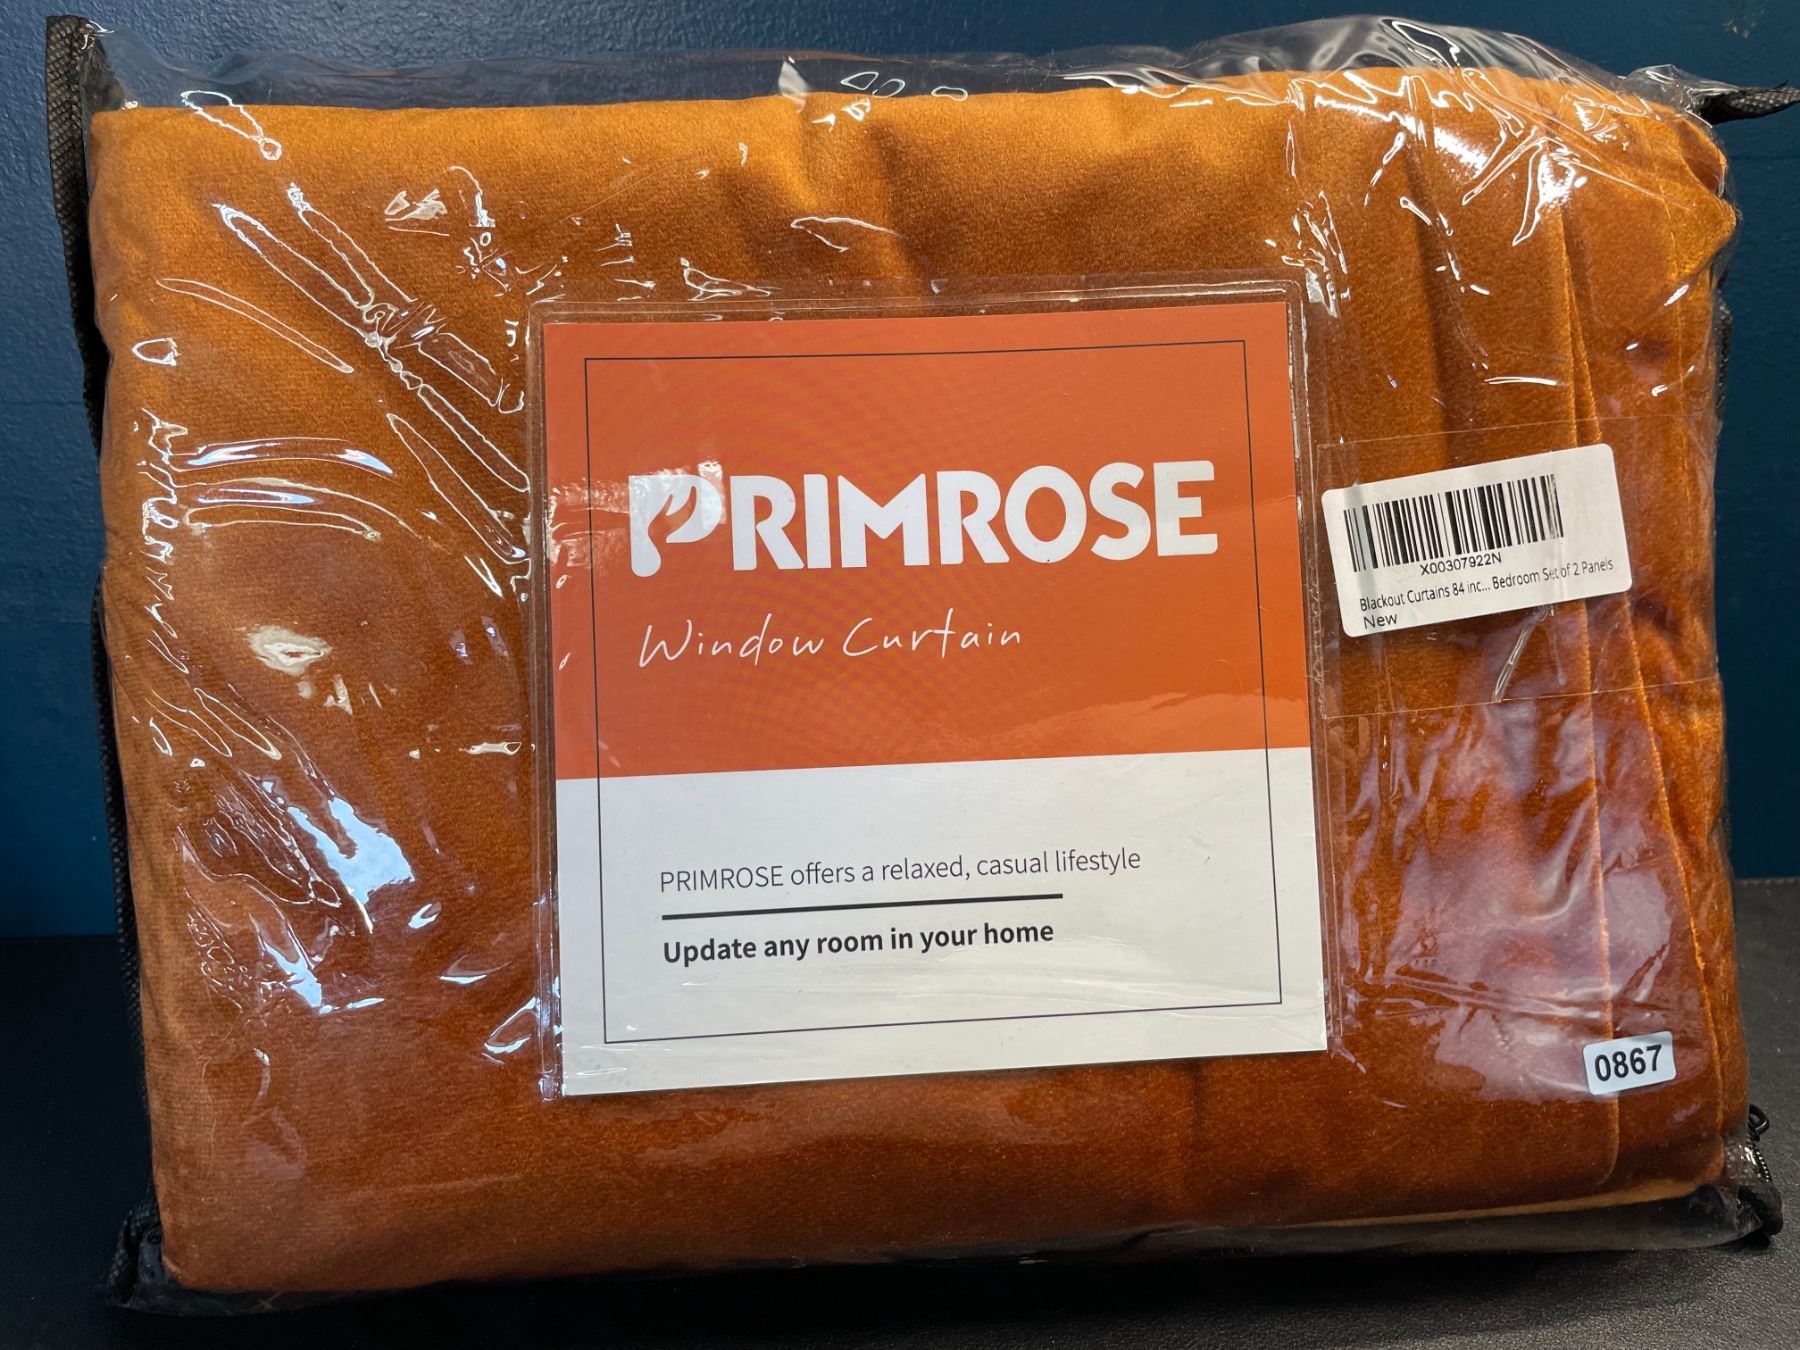 PRIMROSE
Window Curtain
PRIMROSE offers a relaxed, casual lifestyle
Update any room in your home
X00307922N
Blackout Curtains 84 inc... Bedroom Set of 2 Panels
New
0867